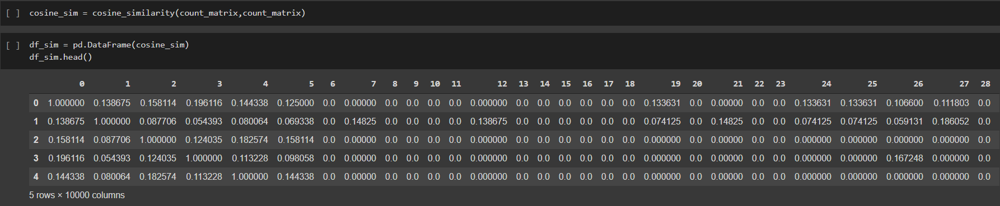 [ ] cosine_sim = cosine_similarity(count_matrix,count_matrix)
[ ] df_sim = pd.DataFrame(cosine_sim)
df_sim.head()
0 1 2 3 4 5 6 7 8 9 10 11 12 13 14 15 16 17 18 19 20 21 22 23 24 25 26 27 28
0 1.000000 0.138675 0.158114 0.196116 0.144338 0.125000 0.0 0.00000 0.0 0.0 0.0 0.0 0.000000 0.0 0.0 0.0 0.0 0.0 0.0 0.133631 0.0 0.00000 0.0 0.0 0.133631 0.133631 0.106600 0.111803 0.0
1 0.138675 1.000000 0.087706 0.054393 0.080064 0.069338 0.0 0.14825 0.0 0.0 0.0 0.0 0.138675 0.0 0.0 0.0 0.0 0.0 0.0 0.074125 0.0 0.14825 0.0 0.0 0.074125 0.074125 0.059131 0.186052 0.0
2 0.158114 0.087706 1.000000 0.124035 0.182574 0.158114 0.0 0.00000 0.0 0.0 0.0 0.0 0.000000 0.0 0.0 0.0 0.0 0.0 0.0 0.000000 0.0 0.00000 0.0 0.0 0.000000 0.000000 0.000000 0.000000 0.0
3 0.196116 0.054393 0.124035 1.000000 0.113228 0.098058 0.0 0.00000 0.0 0.0 0.0 0.0 0.000000 0.0 0.0 0.0 0.0 0.0 0.0 0.000000 0.0 0.00000 0.0 0.0 0.000000 0.000000 0.167248 0.000000 0.0
4 0.144338 0.080064 0.182574 0.113228 1.000000 0.144338 0.0 0.00000 0.0 0.0 0.0 0.0 0.000000 0.0 0.0 0.0 0.0 0.0 0.0 0.000000 0.0 0.00000 0.0 0.0 0.000000 0.000000 0.000000 0.000000 0.0
5 rows × 10000 columns